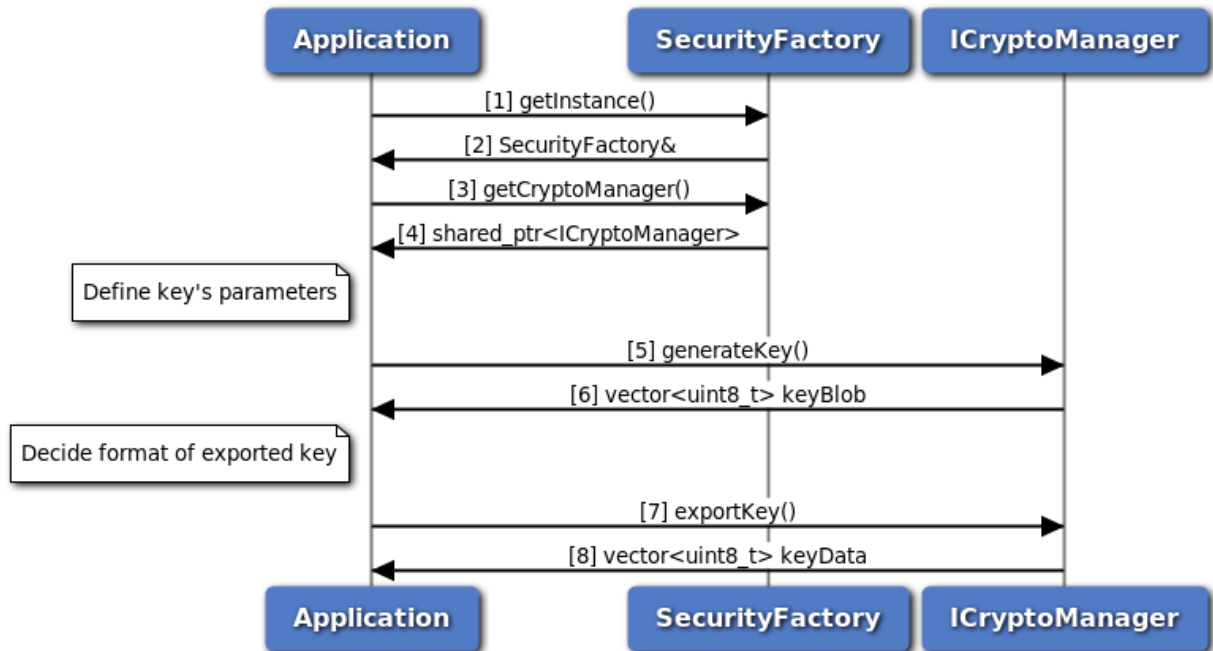 Application
SecurityFactory
ICryptoManager
[1] getInstance()
[2] SecurityFactory&
[3] getCryptoManager()
[4] shared_ptr<ICryptoManager>
Define key's parameters
[5] generateKey()
[6] vector<uint8_t> keyBlob
Decide format of exported key
[7] exportKey()
[8] vector<uint8_t> keyData
Application
SecurityFactory
ICryptoManager